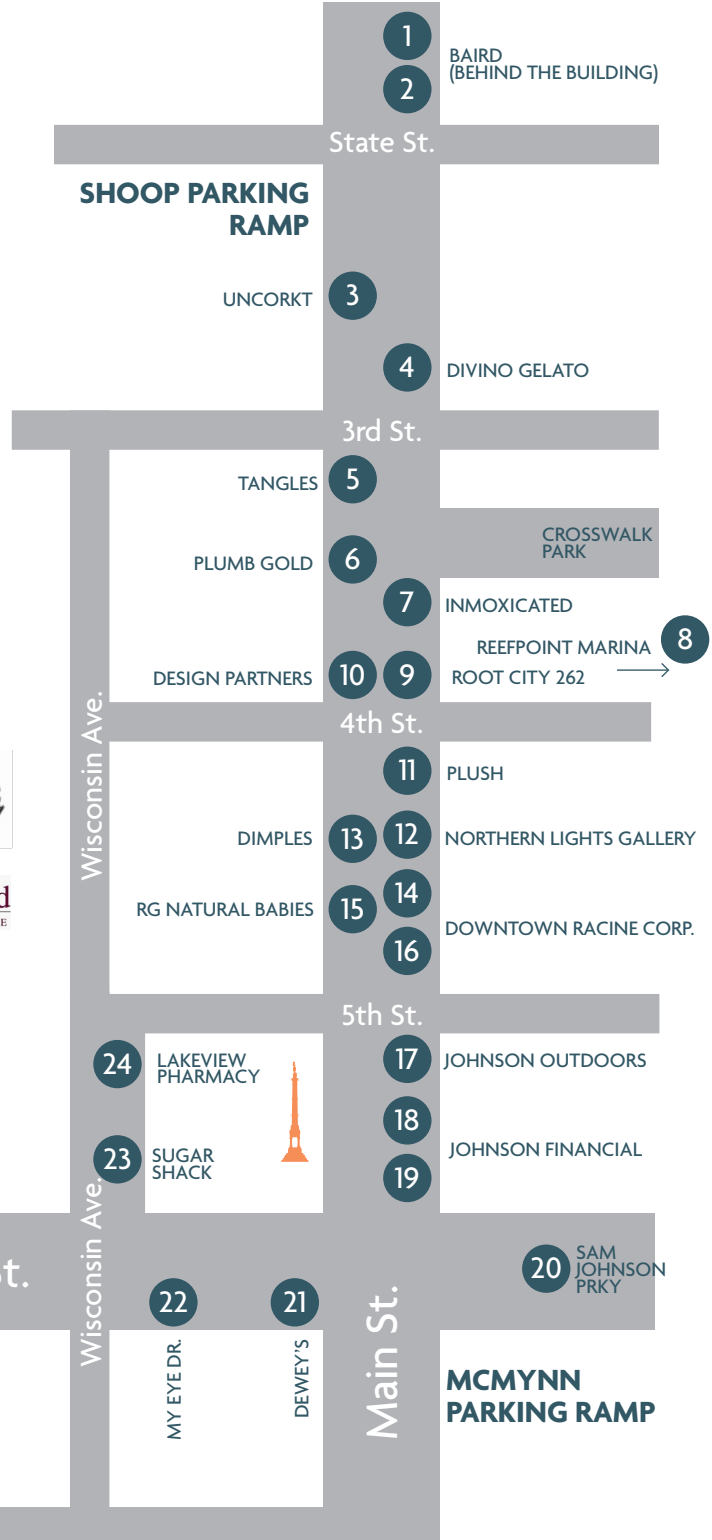 1
BAIRD
(BEHIND THE BUILDING)
2
State St.
SHOOP PARKING
RAMP
UNCORKT 3
4 DIVINO GELATO
3rd St.
TANGLES 5
CROSSWALK
PARK
PLUMB GOLD 6
7 INMOXICATED
REEFPOINT MARINA 8
DESIGN PARTNERS 10 9 ROOT CITY 262
4th St.
Wisconsin Ave.
11 PLUSH
DIMPLES 13 12 NORTHERN LIGHTS GALLERY
14
RG NATURAL BABIES 15
DOWNTOWN RACINE CORP.
16
5th St.
24 LAKEVIEW
PHARMACY
17 JOHNSON OUTDOORS
18
JOHNSON FINANCIAL
23 SUGAR
SHACK
19
Wisconsin Ave.
t.
20 SAM
JOHNSON
PRKY
22 21
MY EYE DR.
DEWEY'S
Main St.
MCMYNN
PARKING RAMP